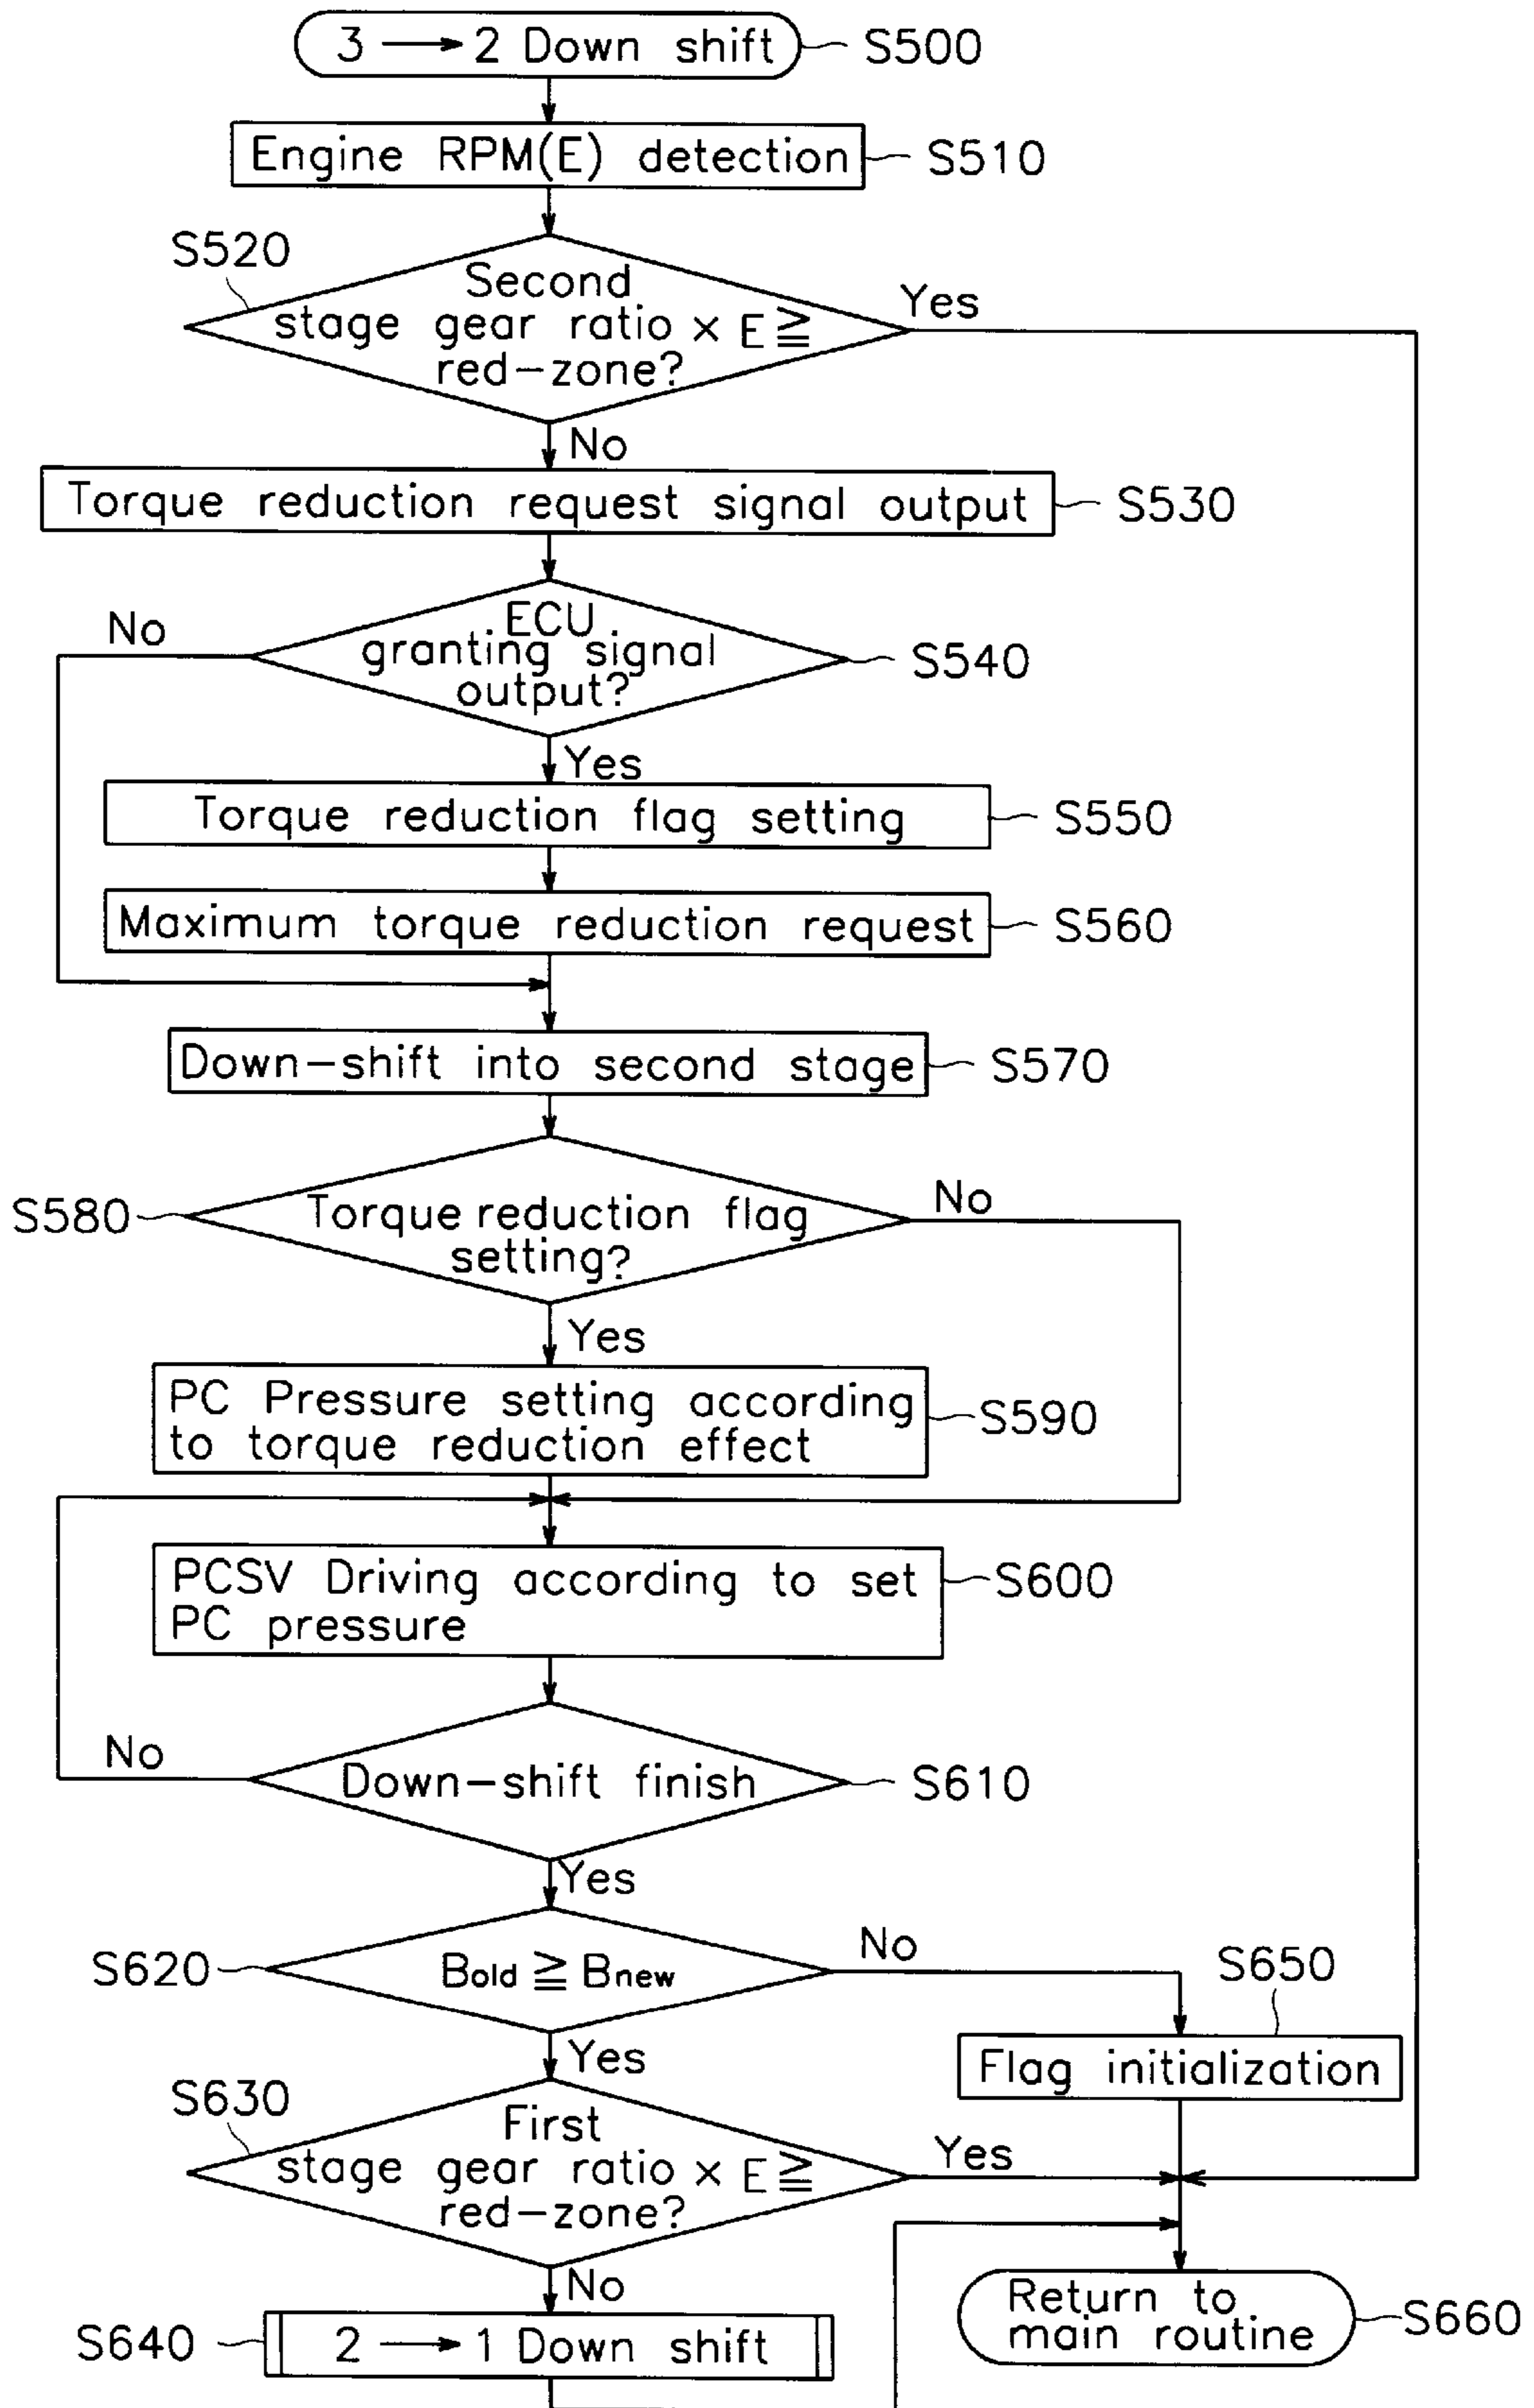 3 → 2 Down shift
S500
Engine RPM(E) detection
S510
S520
Second
stage gear ratio × E ≧
red-zone?
Yes
No
Torque reduction request signal output
S530
No
ECU
granting signal
output?
S540
Yes
Torque reduction flag setting
S550
Maximum torque reduction request
S560
Down-shift into second stage
S570
S580
Torque reduction flag
setting?
No
Yes
PC Pressure setting according
to torque reduction effect
S590
PCSV Driving according to set
PC pressure
S600
No
Down-shift finish
S610
Yes
S620
Bold ≧ Bnew
No
S650
Yes
Flag initialization
S630
First
stage gear ratio × E ≧
red-zone?
Yes
No
Return to
main routine
S660
S640
2 → 1 Down shift